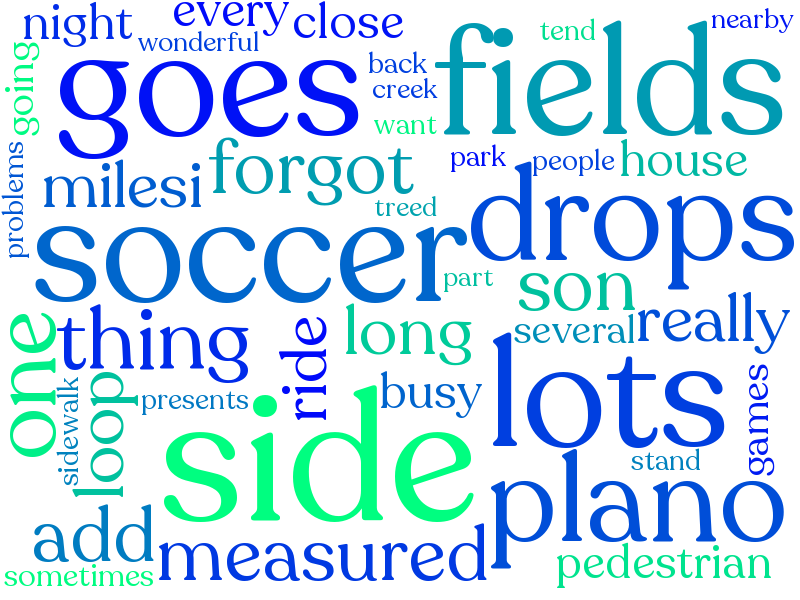 night
every
close
nearby
wonderful
tend
going
goes
back
creek
fields
want
problems
milesi
forgot
park
people
house
treed
soccer
drops
part
son
one
thing
ride
long
several
really
sidewalk
loop
presents
busy
lots
games
side
stand
plano
add
measured
pedestrian
sometimes